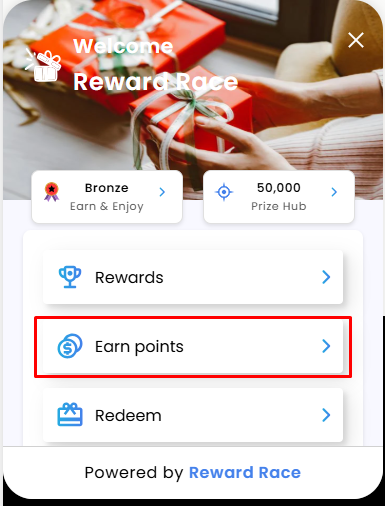 Welcome
Reward Race
Bronze
Earn & Enjoy
50,000
Prize Hub
Rewards
Earn points
Redeem
Powered by Reward Race